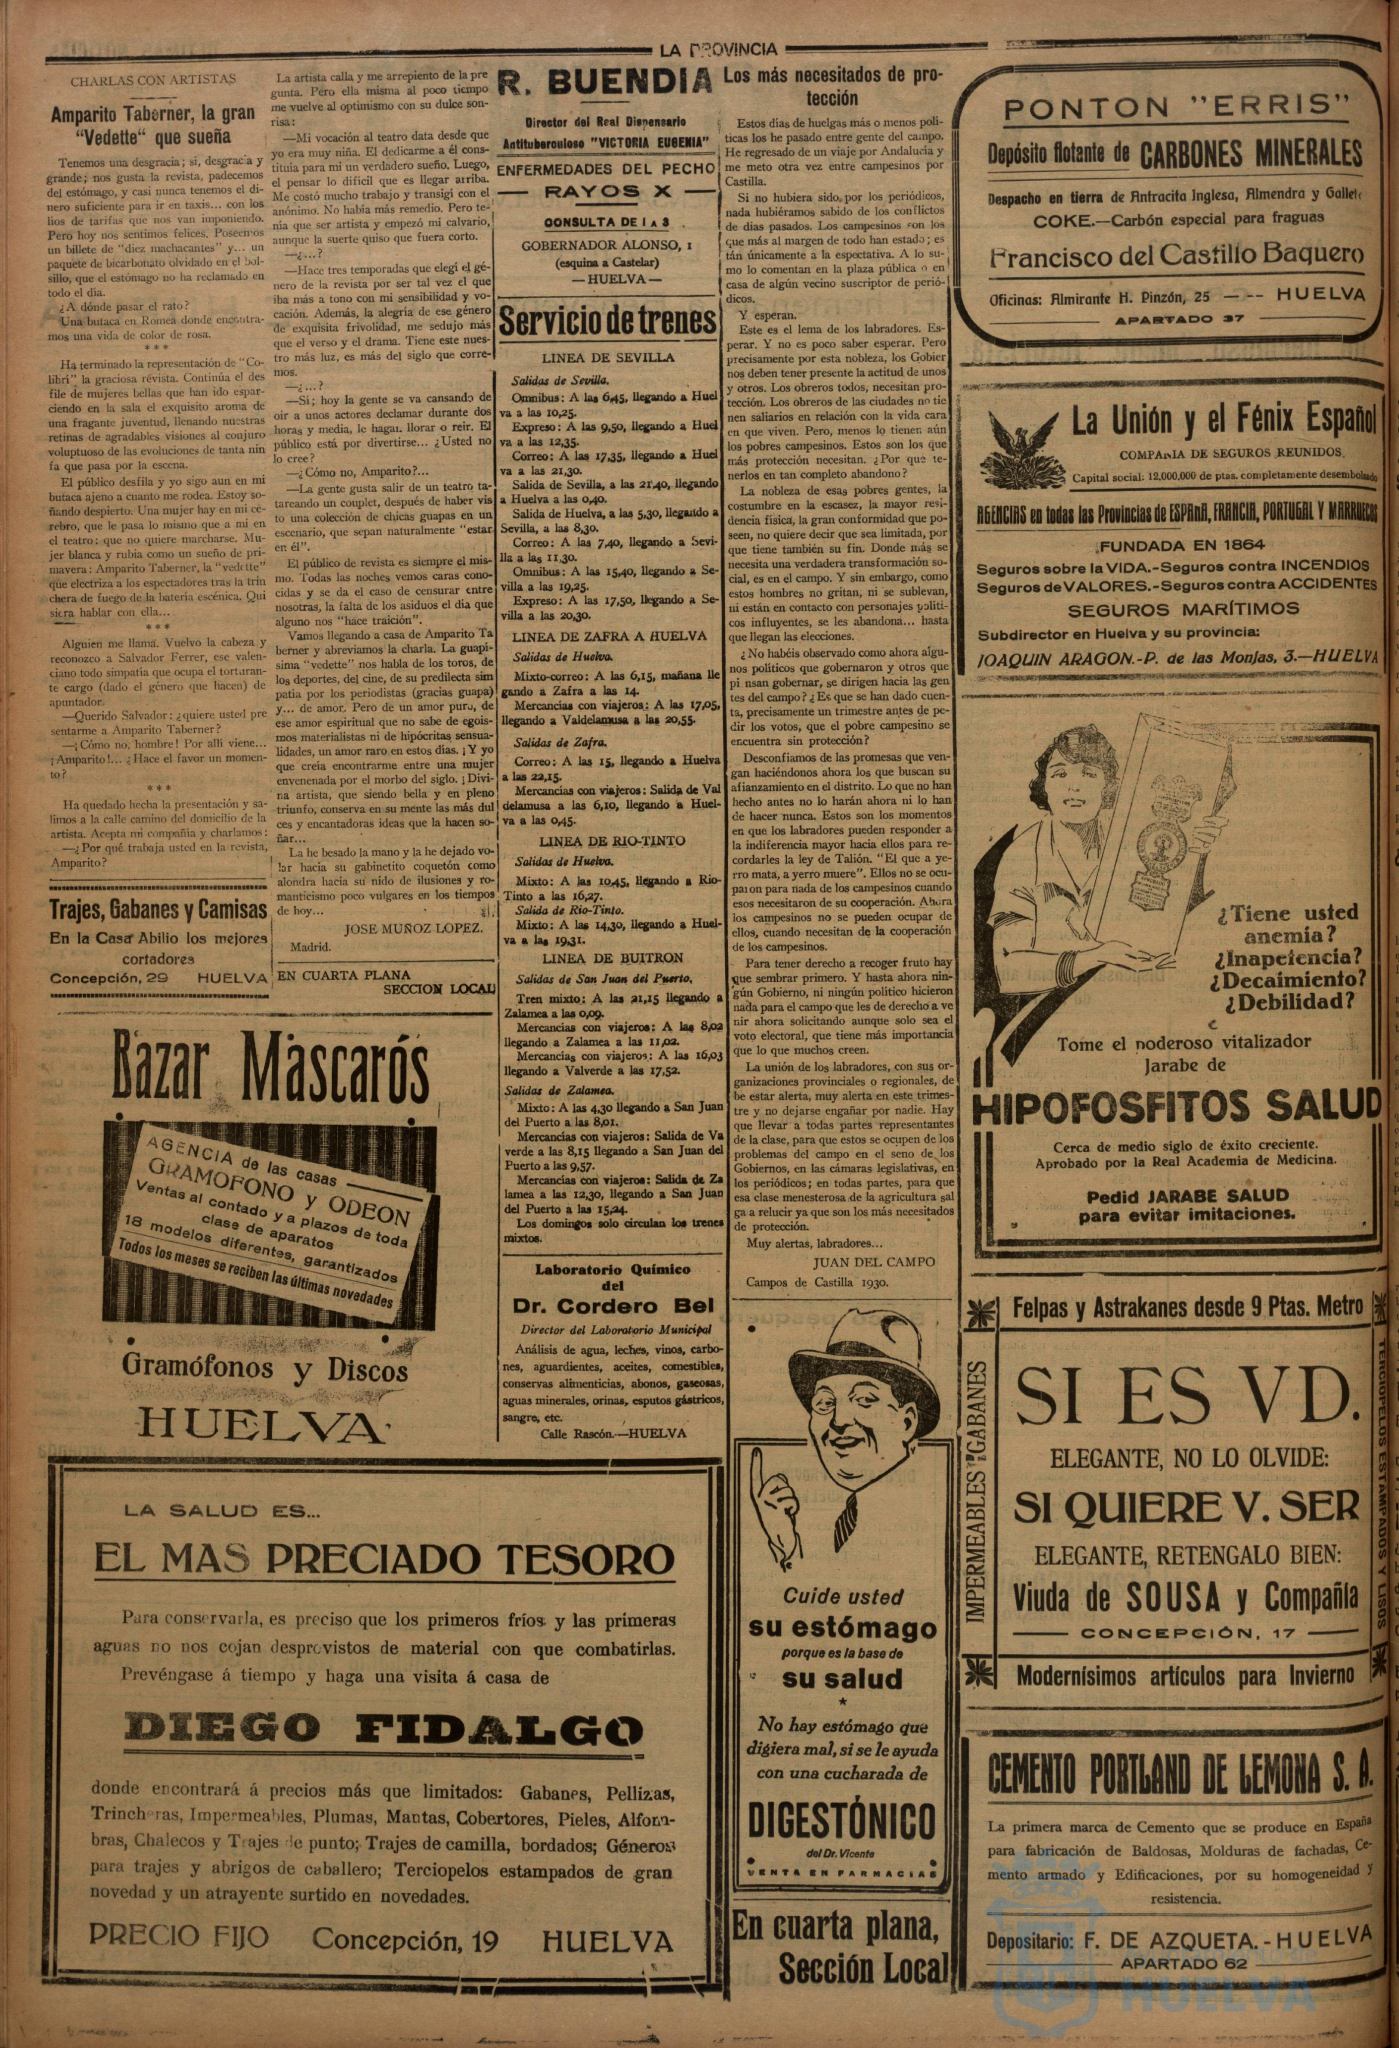 LA PROVINCIA
CHARLAS CON ARTISTAS
Amparito Taberner, la gran
"Vedette" que sueña
Tenemos una desgracia; sí, desgracia y
grande; nos gusta la revista, padecemos
del estómago, y casi nunca tenemos el di-
nero suficiente para ir en taxis... con los
lios de tarifas que nos van imponiendo.
Pero hoy nos sentimos felices. Poseemos
un billete de "diez machacantes" y... un
paquete de bicarbonato olvidado en el bol-
sillo, que el estómago no ha reclamado en
todo el día.
¿A dónde pasar el rato?
Una butaca en Romea donde encontra-
mos una vida de color de rosa.
* * *
Ha terminado la representación de "Co-
librí" la graciosa révista. Continúa el des
file de mujeres bellas que han ido espar-
ciendo en la sala el exquisito aroma de
una fragante juventud, llenando nuestras
retinas de agradables visiones al conjuro
voluptuoso de las evoluciones de tanta nin
fa que pasa por la escena.
El público desfila y yo sigo aun en mi
butaca ajeno a cuanto me rodea. Estoy so-
ñando despierto. Una mujer hay en mi ce-
rebro, que le pasa lo mismo que a mi en
el teatro: que no quiere marcharse. Mu-
jer blanca y rubia como un sueño de pri-
mavera: Amparito Taberner, la "vedette"
que electriza a los espectadores tras la trin
chera de fuego de la batería escénica. Qui
siera hablar con ella...
* * *
Alguien me llama. Vuelvo la cabeza y
reconozco a Salvador Ferrer, ese valen-
ciano todo simpatía que ocupa el torturan-
te cargo (dado el género que hacen) de
apuntador.
—Querido Salvador: ¿quiere usted pre
sentarme a Amparito Taberner?
—¡Cómo no, hombre! Por allí viene...
¡Amparito!... ¿Hace el favor un momen-
to?
* * *
Ha quedado hecha la presentación y sa-
limos a la calle camino del domicilio de la
artista. Acepta mi compañía y charlamos:
—¿Por qué trabaja usted en la revista,
Amparito?
Trajes, Gabanes y Camisas
En la Casa Abilio los mejores
cortadores
Concepción, 29 HUELVA
La artista calla y me arrepiento de la pre
gunta. Pero ella misma al poco tiempo
me vuelve al optimismo con su dulce son-
risa:
—Mi vocación al teatro data desde que
yo era muy niña. El dedicarme a él cons-
tituía para mi un verdadero sueño. Luego,
el pensar lo difícil que es llegar arriba.
Me costó mucho trabajo y transigí con el
anónimo. No había más remedio. Pero te-
nía que ser artista y empezó mi calvario,
aunque la suerte quiso que fuera corto.
—¿...?
—Hace tres temporadas que elegí el gé-
nero de la revista por ser tal vez el que
iba más a tono con mi sensibilidad y vo-
cación. Además, la alegría de ese género
de exquisita frivolidad, me sedujo más
que el verso y el drama. Tiene este nues-
tro más luz, es más del siglo que corre-
mos.
—¿...?
—Si; hoy la gente se va cansando de
oir a unos actores declamar durante dos
horas y media, le hagan llorar o reir. El
público está por divertirse... ¿Usted no
lo cree?
—¿Cómo no, Amparito?...
—La gente gusta salir de un teatro ta-
tareando un couplet, después de haber vis
to una colección de chicas guapas en un
escenario, que sepan naturalmente "estar
en él".
El público de revista es siempre el mis-
mo. Todas las noches vemos caras cono-
cidas y se da el caso de censurar entre
nosotras, la falta de los asiduos el día que
alguno nos "hace traición".
Vamos llegando a casa de Amparito Ta
berner y abreviamos la charla. La guapí-
sima "vedette" nos habla de los toros, de
los deportes, del cine, de su predilecta sim
patía por los periodistas (gracias guapa)
y... de amor. Pero de un amor puro, de
ese amor espiritual que no sabe de egois-
mos materialistas ni de hipócritas sensua-
lidades, un amor raro en estos días. ¡Y yo
que creía encontrarme entre una mujer
envenenada por el morbo del siglo. ¡Divi-
na artista, que siendo bella y en pleno
triunfo, conserva en su mente las más dul
ces y encantadoras ideas que la hacen so-
ñar...
La he besado la mano y la he dejado vo-
lar hacia su gabinetito coquetón como
alondra hacia su nido de ilusiones y ro-
manticismo poco vulgares en los tiempos
de hoy...
JOSE MUÑOZ LOPEZ.
Madrid.
EN CUARTA PLANA
SECCION LOCAL
Bazar Mascarós
AGENCIA de las casas
GRAMOFONO y ODEON
Ventas al contado y a plazos de toda
clase de aparatos
18 modelos diferentes, garantizados
Todos los meses se reciben las últimas novedades
Gramófonos y Discos
HUELVA
R. BUENDIA
Director del Real Dispensario
Antituberculoso "VICTORIA EUGENIA"
ENFERMEDADES DEL PECHO
RAYOS X
CONSULTA DE 1 A 3
GOBERNADOR ALONSO, 1
(esquina a Castelar)
—HUELVA—
Servicio de trenes
LINEA DE SEVILLA
Salidas de Sevilla.
Omnibus: A las 6,45, llegando a Huel
va a las 10,25.
Expreso: A las 9,50, llegando a Huel
va a las 12,35.
Correo: A las 17,35, llegando a Huel
va a las 21,30.
Salida de Sevilla, a las 21,40, llegando
a Huelva a las 0,40.
Salida de Huelva, a las 5,30, llegando a
Sevilla, a las 8,30.
Correo: A las 7,40, llegando a Sevi-
lla a las 11,30.
Omnibus: A las 15,40, llegando a Se-
villa a las 19,25.
Expreso: A las 17,50, llegando a Se-
villa a las 20,30.
LINEA DE ZAFRA A HUELVA
Salidas de Huelva.
Mixto-correo: A las 6,15, mañana lle
gando a Zafra a las 14.
Mercancías con viajeros: A las 17,05,
llegando a Valdelamusa a las 20,55.
Salidas de Zafra.
Correo: A las 15, llegando a Huelva
a las 22,15.
Mercancías con viajeros: Salida de Val
delamusa a las 6,10, llegando a Huel-
va a las 0,45.
LINEA DE RIO-TINTO
Salidas de Huelva.
Mixto: A las 10,45, llegando a Rio-
Tinto a las 16,27.
Salida de Rio-Tinto.
Mixto: A las 14,30, llegando a Huel-
va a las 19,31.
LINEA DE BUITRON
Salidas de San Juan del Puerto.
Tren mixto: A las 21,15 llegando a
Zalamea a las 0,09.
Mercancías con viajeros: A las 8,02
llegando a Zalamea a las 11,02.
Mercancías con viajeros: A las 16,03
llegando a Valverde a las 17,52.
Salidas de Zalamea.
Mixto: A las 4,30 llegando a San Juan
del Puerto a las 8,01.
Mercancías con viajeros: Salida de Va
verde a las 8,15 llegando a San Juan del
Puerto a las 9,57.
Mercancías con viajeros: Salida de Za
lamea a las 12,30, llegando a San Juan
del Puerto a las 15,24.
Los domingos solo circulan los trenes
mixtos.
Laboratorio Químico
del
Dr. Cordero Bel
Director del Laboratorio Municipal
Análisis de agua, leches, vinos, carbo-
nes, aguardientes, aceites, comestibles,
conservas alimenticias, abonos, gaseosas,
aguas minerales, orinas, esputos gástricos,
sangre, etc.
Calle Rascón.—HUELVA
LA SALUD ES...
EL MAS PRECIADO TESORO
Para conservarla, es preciso que los primeros fríos y las primeras
aguas no nos cojan desprovistos de material con que combatirlas.
Prevéngase á tiempo y haga una visita á casa de
DIEGO FIDALGO
donde encontrará á precios más que limitados: Gabanes, Pellizas,
Trincheras, Impermeables, Plumas, Mantas, Cobertores, Pieles, Alfom-
bras, Chalecos y Trajes de punto; Trajes de camilla, bordados; Géneros
para trajes y abrigos de caballero; Terciopelos estampados de gran
novedad y un atrayente surtido en novedades.
PRECIO FIJO Concepción, 19 HUELVA
Los más necesitados de pro-
tección
Estos días de huelgas más o menos polí-
ticas los he pasado entre gente del campo.
He regresado de un viaje por Andalucía y
me meto otra vez entre campesinos por
Castilla.
Si no hubiera sido por los periódicos,
nada hubiéramos sabido de los conflictos
de días pasados. Los campesinos son los
que más al margen de todo han estado; es
tán únicamente a la espectativa. A lo su-
mo lo comentan en la plaza pública o en
casa de algún vecino suscriptor de perió-
dicos.
Y esperan.
Este es el lema de los labradores. Es-
perar. Y no es poco saber esperar. Pero
precisamente por esta nobleza, los Gobier
nos deben tener presente la actitud de unos
y otros. Los obreros todos, necesitan pro-
tección. Los obreros de las ciudades no tie
nen saliarios en relación con la vida cara
en que viven. Pero, menos lo tienen aún
los pobres campesinos. Estos son los que
más protección necesitan. ¿Por qué te-
nerlos en tan completo abandono?
La nobleza de esas pobres gentes, la
costumbre en la escasez, la mayor resi-
dencia física, la gran conformidad que po-
seen, no quiere decir que sea limitada, por
que tiene también su fin. Donde más se
necesita una verdadera transformación so-
cial, es en el campo. Y sin embargo, como
estos hombres no gritan, ni se sublevan,
ni están en contacto con personajes políti-
cos influyentes, se les abandona... hasta
que llegan las elecciones.
¿No habéis observado como ahora algu-
nos políticos que gobernaron y otros que
pi nsan gobernar, se dirigen hacia las gen
tes del campo? ¿Es que se han dado cuen-
ta, precisamente un trimestre antes de pe-
dir los votos, que el pobre campesino se
encuentra sin protección?
Desconfiamos de las promesas que ven-
gan haciéndonos ahora los que buscan su
afianzamiento en el distrito. Lo que no han
hecho antes no lo harán ahora ni lo han
de hacer nunca. Estos son los momentos
en que los labradores pueden responder a
la indiferencia mayor hacia ellos para re-
cordarles la ley de Talión. "El que a ye-
rro mata, a yerro muere". Ellos no se ocu-
paron para nada de los campesinos cuando
esos necesitaron de su cooperación. Ahora
los campesinos no se pueden ocupar de
ellos, cuando necesitan de la cooperación
de los campesinos.
Para tener derecho a recoger fruto hay
que sembrar primero. Y hasta ahora nin-
gún Gobierno, ni ningún político hicieron
nada para el campo que les de derecho a ve
nir ahora solicitando aunque solo sea el
voto electoral, que tiene más importancia
que lo que muchos creen.
La unión de los labradores, con sus or-
ganizaciones provinciales o regionales, de
be estar alerta, muy alerta en este trimes-
tre y no dejarse engañar por nadie. Hay
que llevar a todas partes representantes
de la clase, para que estos se ocupen de los
problemas del campo en el seno de los
Gobiernos, en las cámaras legislativas, en
los periódicos; en todas partes, para que
esa clase menesterosa de la agricultura sal
ga a relucir ya que son los más necesitados
de protección.
Muy alertas, labradores...
JUAN DEL CAMPO
Campos de Castilla 1930.
Cuide usted
su estómago
porque es la base de
su salud
No hay estómago que
digiera mal, si se le ayuda
con una cucharada de
DIGESTÓNICO
del Dr. Vicente
VENTA EN FARMACIAS
En cuarta plana,
Sección Local
PONTON "ERRIS"
Depósito flotante de CARBONES MINERALES
Despacho en tierra de Antracita Inglesa, Almendra y Galleta
COKE.—Carbón especial para fraguas
Francisco del Castillo Baquero
Oficinas: Almirante H. Pinzón, 25 — -- HUELVA
APARTADO 37
La Unión y el Fénix Español
COMPAÑIA DE SEGUROS REUNIDOS
Capital social: 12.000,000 de ptas. completamente desembolsado
AGENCIAS en todas las Provincias de ESPAÑA, FRANCIA, PORTUGAL Y MARRUECOS
FUNDADA EN 1864
Seguros sobre la VIDA.-Seguros contra INCENDIOS
Seguros de VALORES.-Seguros contra ACCIDENTES
SEGUROS MARÍTIMOS
Subdirector en Huelva y su provincia:
JOAQUIN ARAGON.-P. de las Monjas, 3.—HUELVA
¿Tiene usted
anemia?
¿Inapetencia?
¿Decaimiento?
¿Debilidad?
Tome el poderoso vitalizador
Jarabe de
HIPOFOSFITOS SALUD
Cerca de medio siglo de éxito creciente.
Aprobado por la Real Academia de Medicina.
Pedid JARABE SALUD
para evitar imitaciones.
Felpas y Astrakanes desde 9 Ptas. Metro
IMPERMEABLES Y GABANES
TERCIOPELOS ESTAMPADOS Y LISOS
SI ES VD.
ELEGANTE, NO LO OLVIDE:
SI QUIERE V. SER
ELEGANTE, RETENGALO BIEN:
Viuda de SOUSA y Compañía
CONCEPCIÓN, 17
Modernísimos artículos para Invierno
CEMENTO PORTLAND DE LEMONA S. A.
La primera marca de Cemento que se produce en España
para fabricación de Baldosas, Molduras de fachadas, Ce-
mento armado y Edificaciones, por su homogeneidad y
resistencia.
Depositario: F. DE AZQUETA.-HUELVA
APARTADO 62
HUELVA